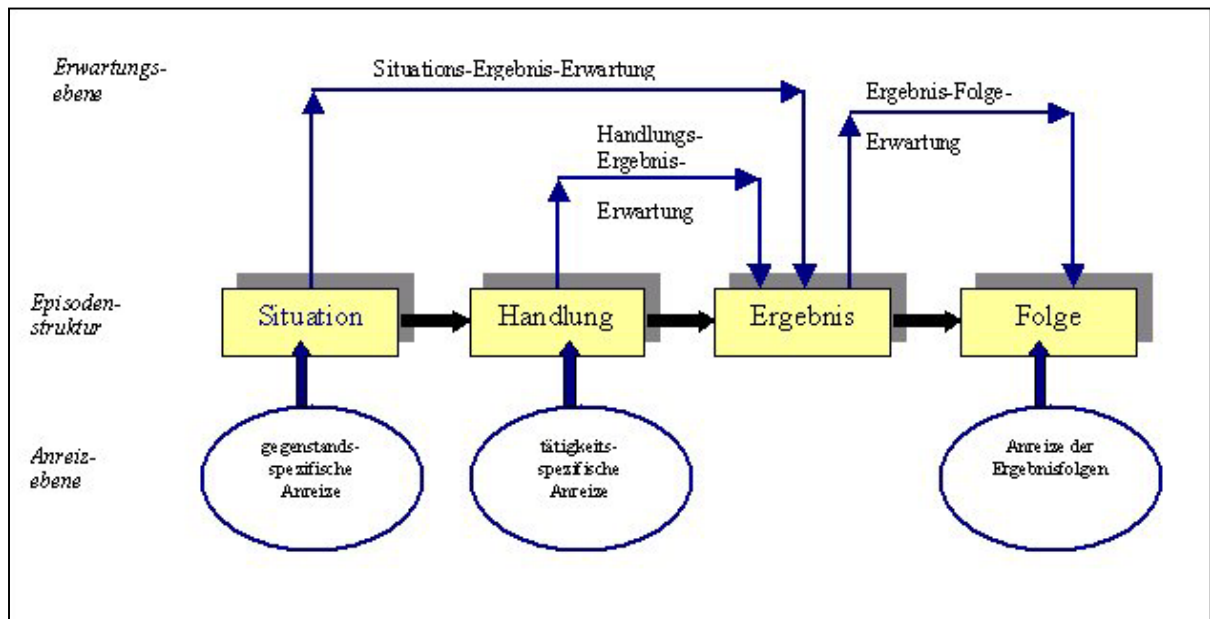 Erwartungs-
ebene
Situations-Ergebnis-Erwartung
Ergebnis-Folge-
Erwartung
Handlungs-
Ergebnis-
Erwartung
Episoden-
struktur
Situation
Handlung
Ergebnis
Folge
Anreiz-
ebene
gegenstands-
spezifische
Anreize
tätigkeits-
spezifische
Anreize
Anreize der
Ergebnisfolgen